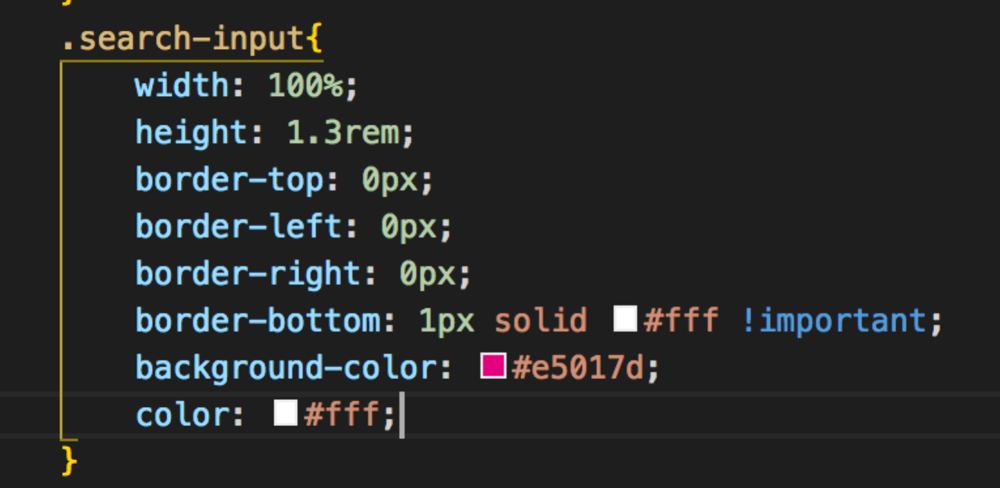 }
.search-input{
width: 100%;
height: 1.3rem;
border-top: 0px;
border-left: 0px;
border-right: 0px;
border-bottom: 1px solid #fff !important;
background-color: #e5017d;
color: #fff;
}